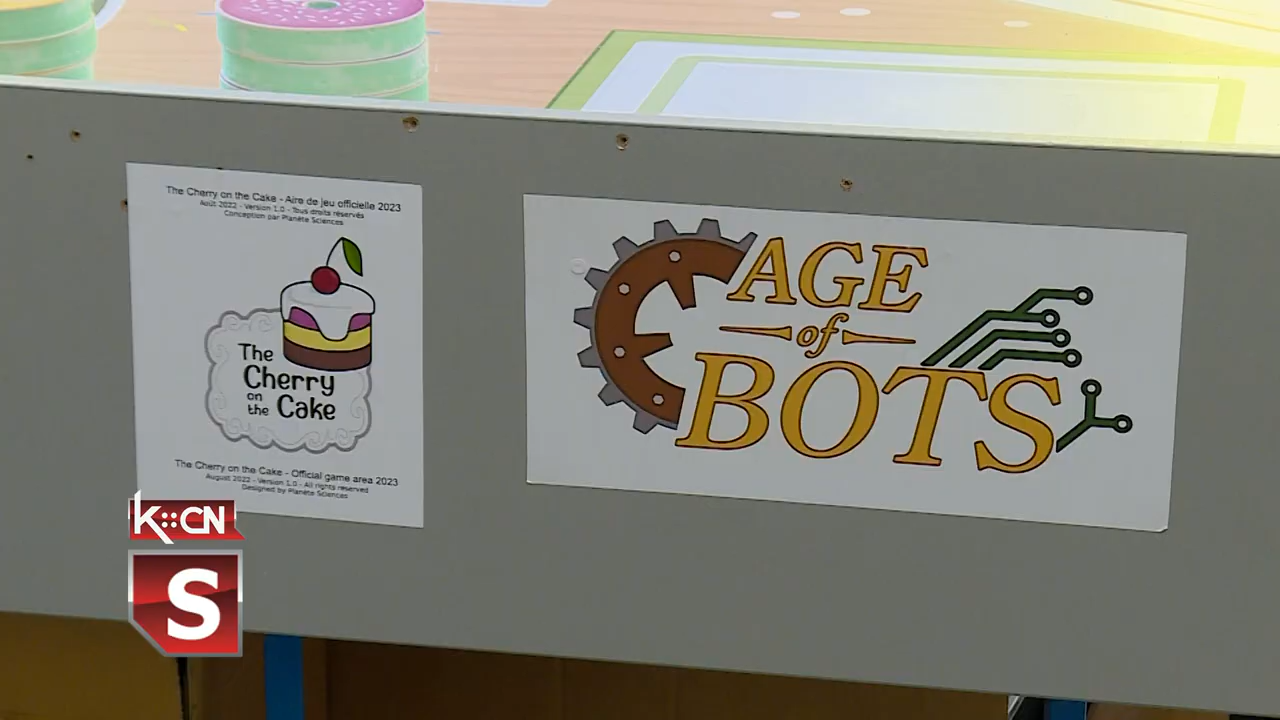 The Cherry on the Cake - Aire de jeu officielle 2023
Août 2022 - Version 1.0 - Tous droits réservés
Conception par Planète Sciences
The
Cherry
on
the Cake
The Cherry on the Cake - Official game area 2023
August 2022 - Version 1.0 - All rights reserved
Designed by Planète Sciences
AGE
of
BOTS
K::CN
S